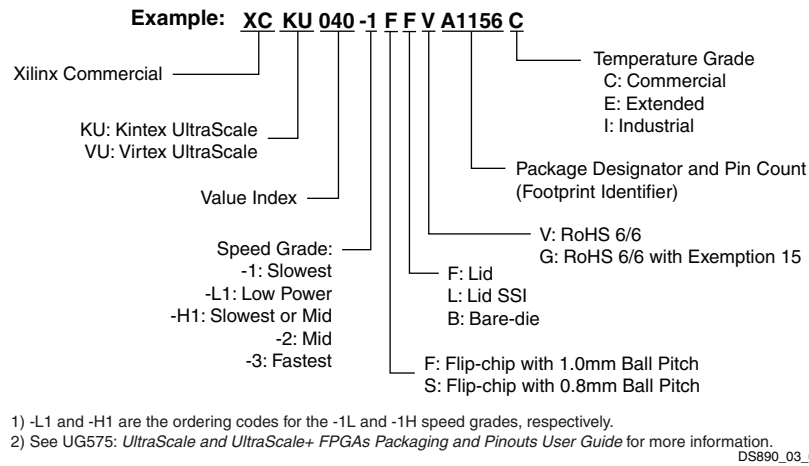 Example: XC KU 040 -1 F F V A1156 C
Xilinx Commercial
Temperature Grade
C: Commercial
E: Extended
I: Industrial
KU: Kintex UltraScale
VU: Virtex UltraScale
Package Designator and Pin Count
(Footprint Identifier)
Value Index
V: RoHS 6/6
G: RoHS 6/6 with Exemption 15
Speed Grade:
-1: Slowest
-L1: Low Power
-H1: Slowest or Mid
-2: Mid
-3: Fastest
F: Lid
L: Lid SSI
B: Bare-die
F: Flip-chip with 1.0mm Ball Pitch
S: Flip-chip with 0.8mm Ball Pitch
1) -L1 and -H1 are the ordering codes for the -1L and -1H speed grades, respectively.
2) See UG575: UltraScale and UltraScale+ FPGAs Packaging and Pinouts User Guide for more information.
DS890_03_